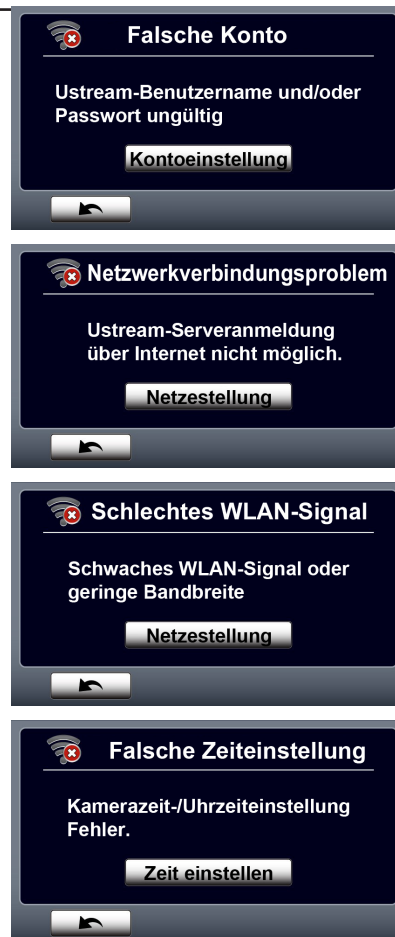 Falsche Konto
Ustream-Benutzername und/oder
Passwort ungültig
Kontoeinstellung
Netzwerkverbindungsproblem
Ustream-Serveranmeldung
über Internet nicht möglich.
Netzestellung
Schlechtes WLAN-Signal
Schwaches WLAN-Signal oder
geringe Bandbreite
Netzestellung
Falsche Zeiteinstellung
Kamerazeit-/Uhrzeiteinstellung
Fehler.
Zeit einstellen